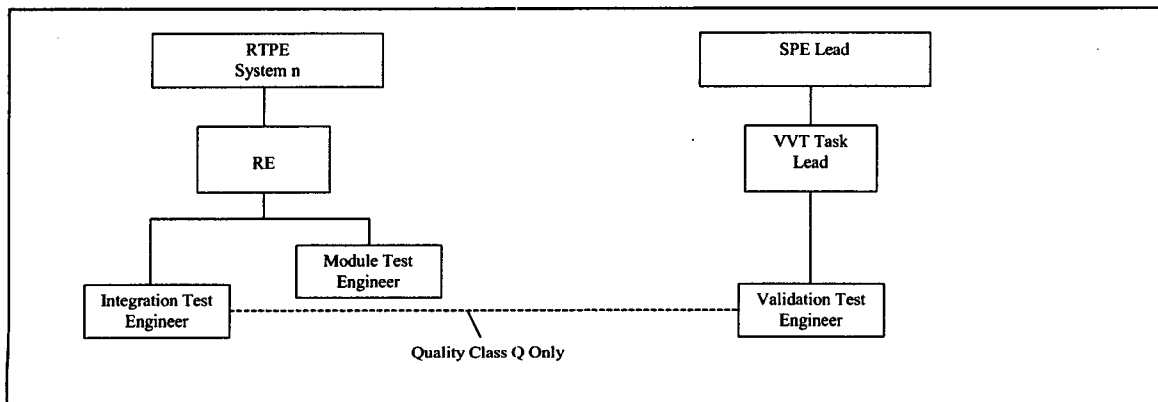 RTPE
System n
SPE Lead
RE
VVT Task
Lead
Module Test
Engineer
Integration Test
Engineer
Validation Test
Engineer
Quality Class Q Only